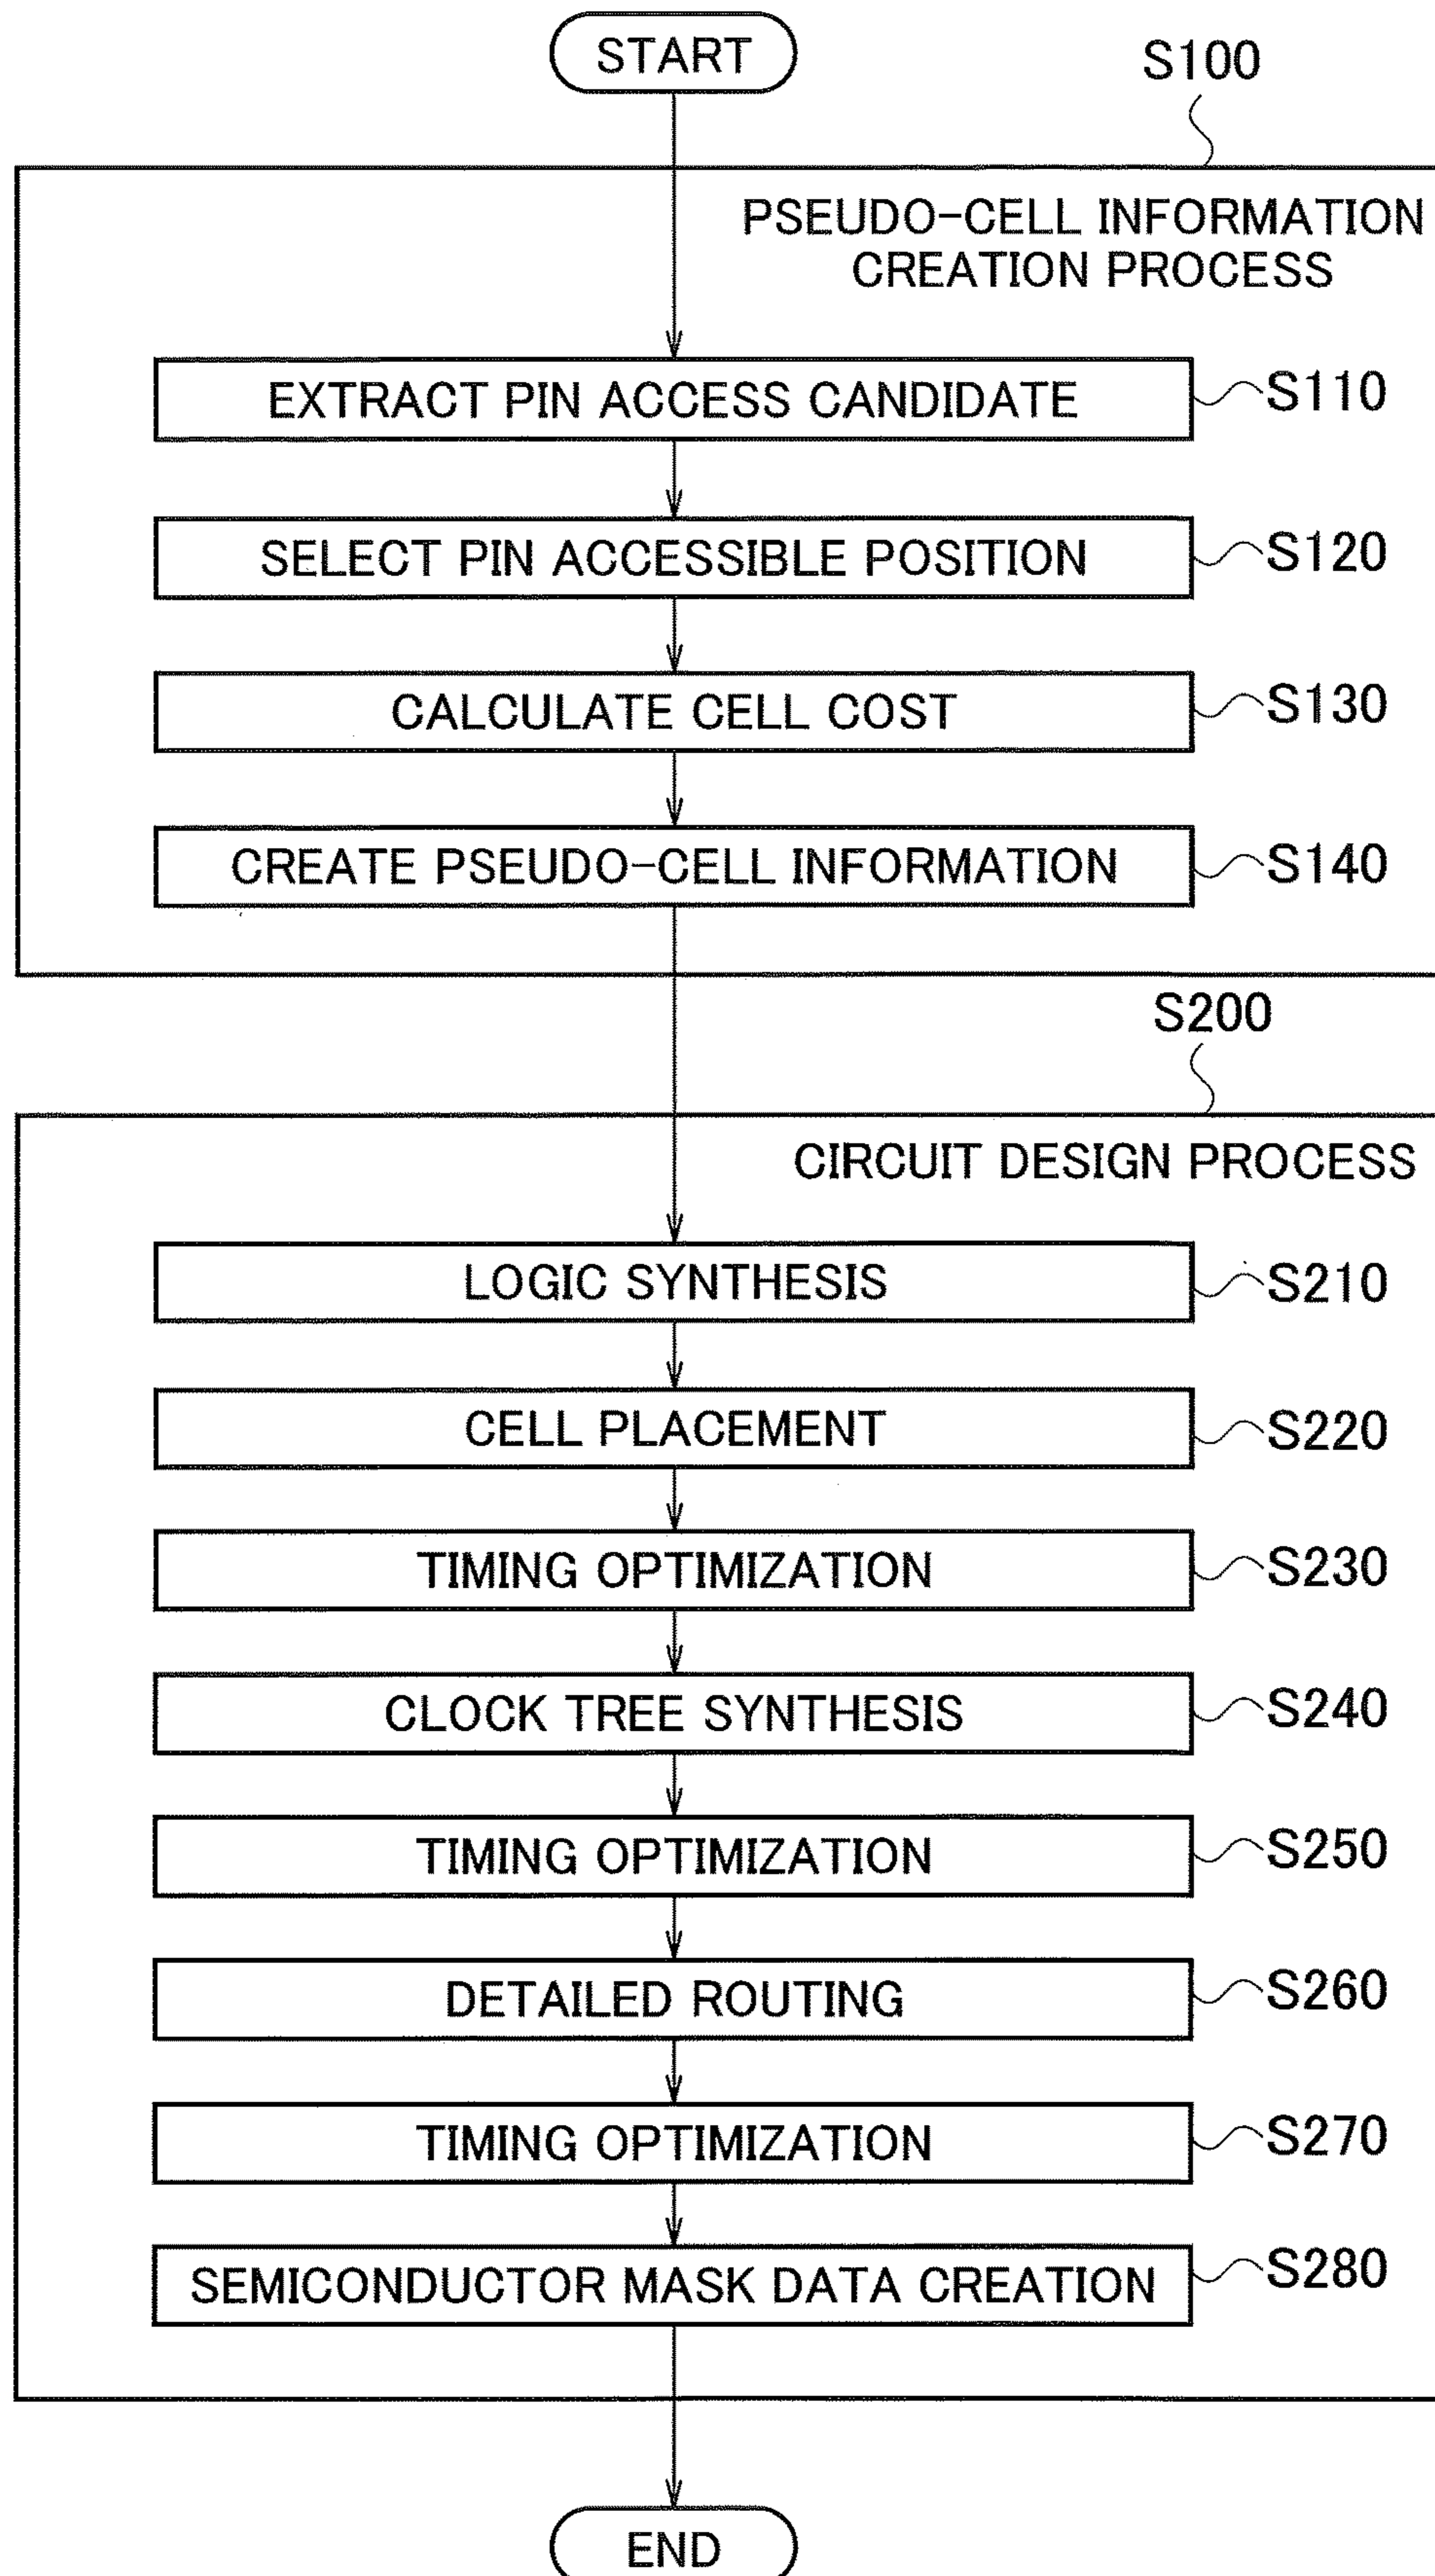 START
S100
PSEUDO-CELL INFORMATION
CREATION PROCESS
EXTRACT PIN ACCESS CANDIDATE
S110
SELECT PIN ACCESSIBLE POSITION
S120
CALCULATE CELL COST
S130
CREATE PSEUDO-CELL INFORMATION
S140
S200
CIRCUIT DESIGN PROCESS
LOGIC SYNTHESIS
S210
CELL PLACEMENT
S220
TIMING OPTIMIZATION
S230
CLOCK TREE SYNTHESIS
S240
TIMING OPTIMIZATION
S250
DETAILED ROUTING
S260
TIMING OPTIMIZATION
S270
SEMICONDUCTOR MASK DATA CREATION
S280
END